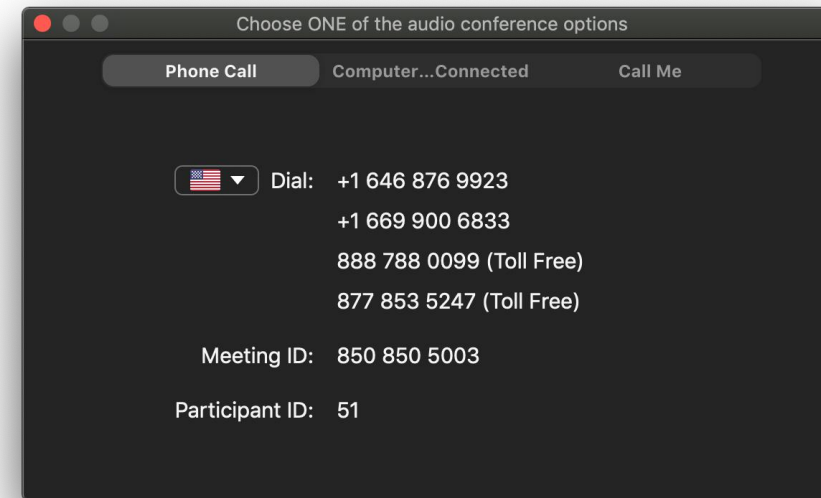 Choose ONE of the audio conference options
Phone Call Computer...Connected Call Me
Dial: +1 646 876 9923
+1 669 900 6833
888 788 0099 (Toll Free)
877 853 5247 (Toll Free)
Meeting ID: 850 850 5003
Participant ID: 51